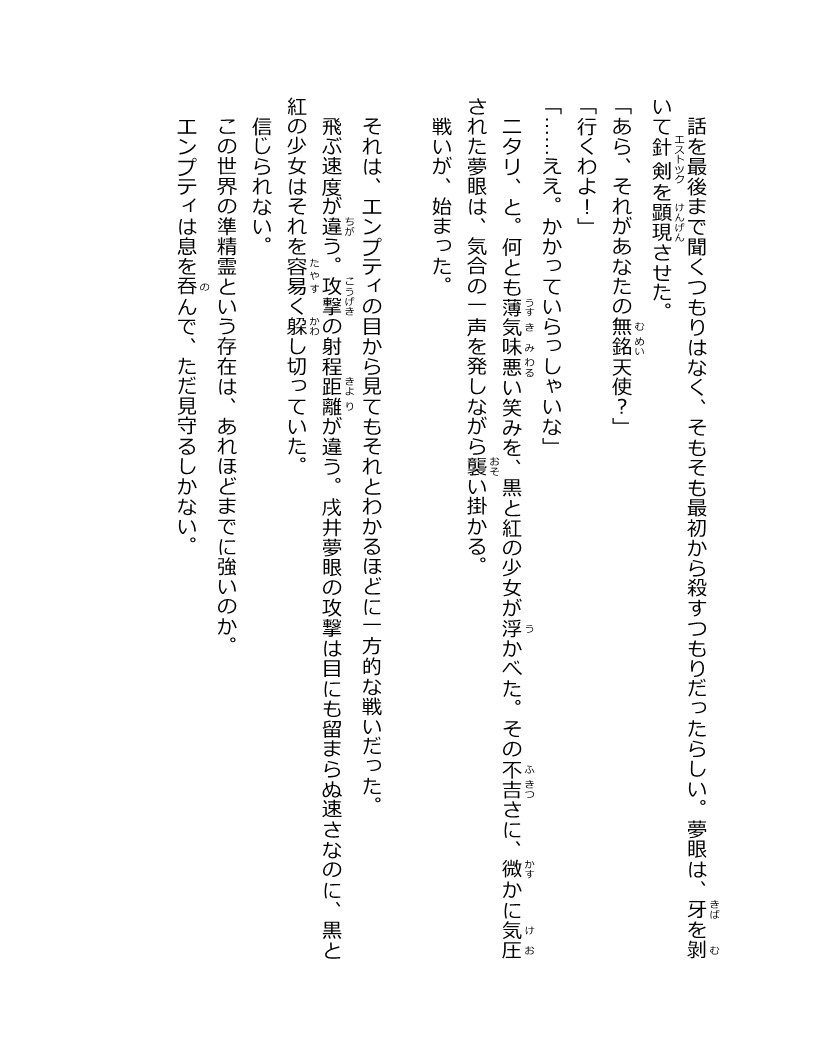 話を最後まで聞くつもりはなく、そもそも最初から殺すつもりだったらしい。夢眼は、牙を剝
いて針剣を顕現させた。
「あら、それがあなたの無銘天使？」
「行くわよ！」
「……ええ。かかっていらっしゃいな」
ニタリ、と。何とも薄気味悪い笑みを、黒と紅の少女が浮かべた。その不吉さに、微かに気圧
された夢眼は、気合の一声を発しながら襲い掛かる。
戦いが、始まった。
それは、エンプティの目から見てもそれとわかるほどに一方的な戦いだった。
飛ぶ速度が違う。攻撃の射程距離が違う。戌井夢眼の攻撃は目にも留まらぬ速さなのに、黒と
紅の少女はそれを容易く躱し切っていた。
信じられない。
この世界の準精霊という存在は、あれほどまでに強いのか。
エンプティは息を呑んで、ただ見守るしかない。